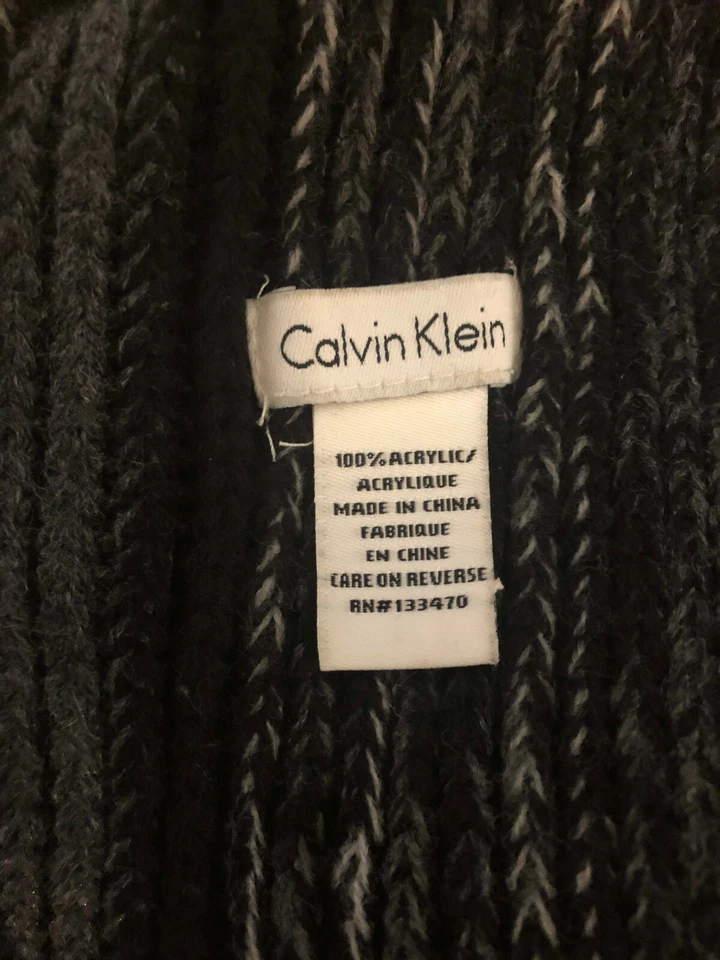 Calvin Klein
100% ACRYLIC/
ACRYLIQUE
MADE IN CHINA
FABRIQUE
EN CHINE
CARE ON REVERSE
RN#133470